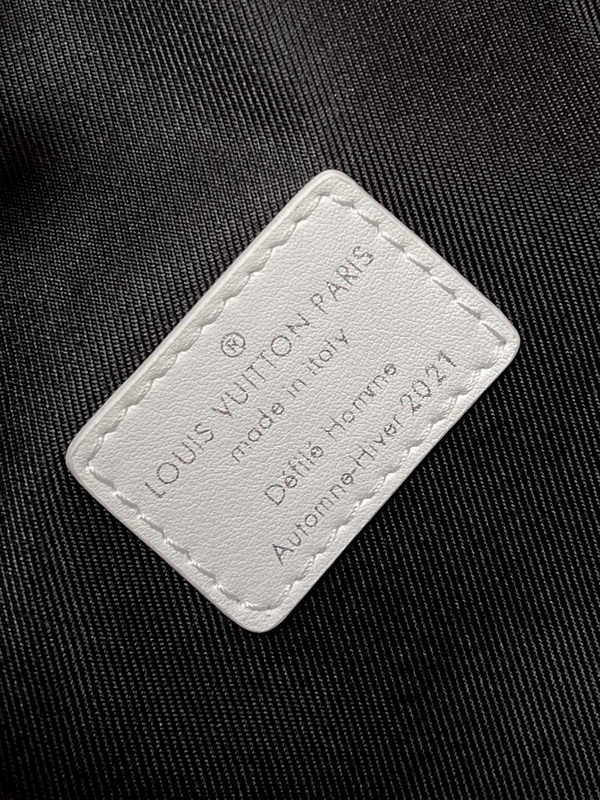 ®
LOUIS VUITTON PARIS
made in italy
Défilé Homme
Automne-Hiver 2021